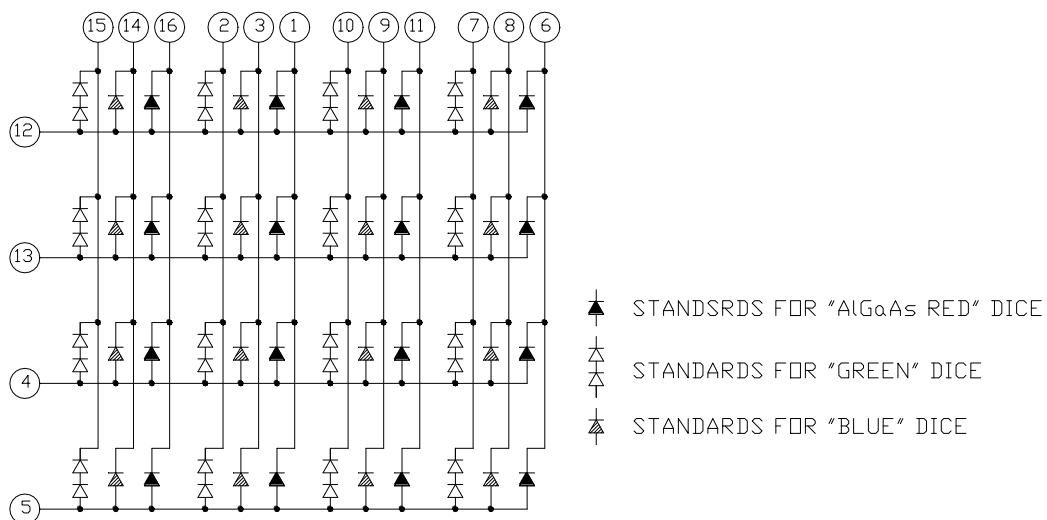 15 14 16 2 3 1 10 9 11 7 8 6
12
13
STANDSRDS FOR "AlGaAs RED" DICE
STANDARDS FOR "GREEN" DICE
4
STANDARDS FOR "BLUE" DICE
5